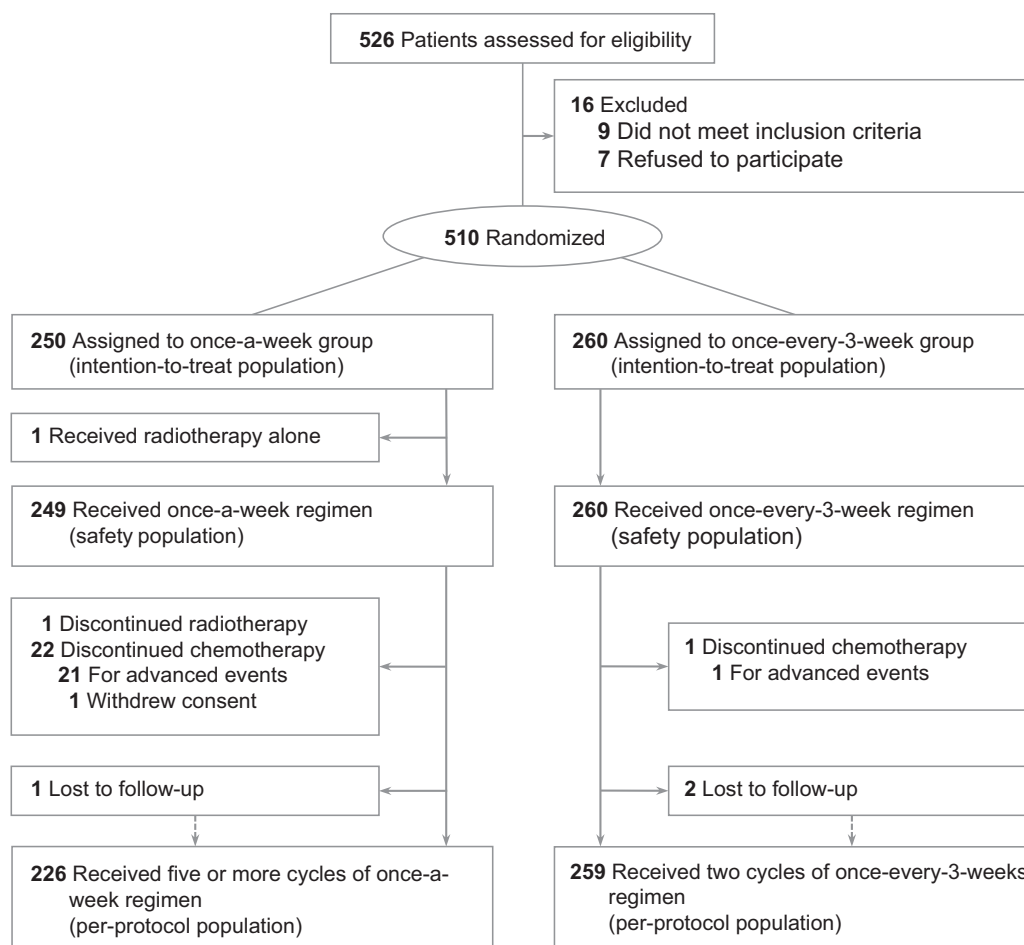 526 Patients assessed for eligibility
16 Excluded
9 Did not meet inclusion criteria
7 Refused to participate
510 Randomized
250 Assigned to once-a-week group
(intention-to-treat population)
260 Assigned to once-every-3-week group
(intention-to-treat population)
1 Received radiotherapy alone
249 Received once-a-week regimen
(safety population)
260 Received once-every-3-week regimen
(safety population)
1 Discontinued radiotherapy
22 Discontinued chemotherapy
21 For advanced events
1 Withdrew consent
1 Discontinued chemotherapy
1 For advanced events
1 Lost to follow-up
2 Lost to follow-up
226 Received five or more cycles of once-a-
week regimen
(per-protocol population)
259 Received two cycles of once-every-3-weeks
regimen
(per-protocol population)